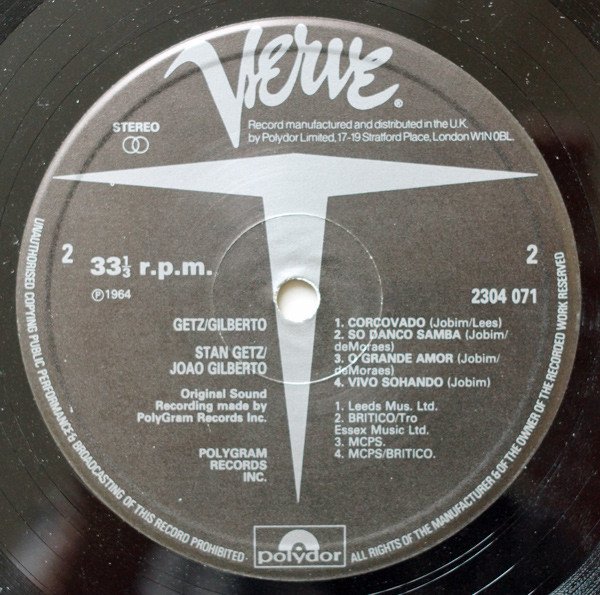 Verve®
STEREO
Record manufactured and distributed in the U.K.
by Polydor Limited, 17-19 Stratford Place, London W1N 0BL.
2
33⅓ r.p.m.
2
Ⓟ1964
2304 071
GETZ/GILBERTO
STAN GETZ/
JOAO GILBERTO
Original Sound
Recording made by
PolyGram Records Inc.
POLYGRAM
RECORDS
INC.
1. CORCOVADO (Jobim/Lees)
2. SO DANCO SAMBA (Jobim/
deMoraes)
3. O GRANDE AMOR (Jobim/
deMoraes)
4. VIVO SOHANDO (Jobim)
1. Leeds Mus. Ltd.
2. BRITICO/Tro
Essex Music Ltd.
3. MCPS.
4. MCPS/BRITICO.
UNAUTHORISED COPYING PUBLIC PERFORMANCE & BROADCASTING OF THIS RECORD PROHIBITED ·
polydor
· ALL RIGHTS OF THE MANUFACTURER & OF THE OWNER OF THE RECORDED WORK RESERVED